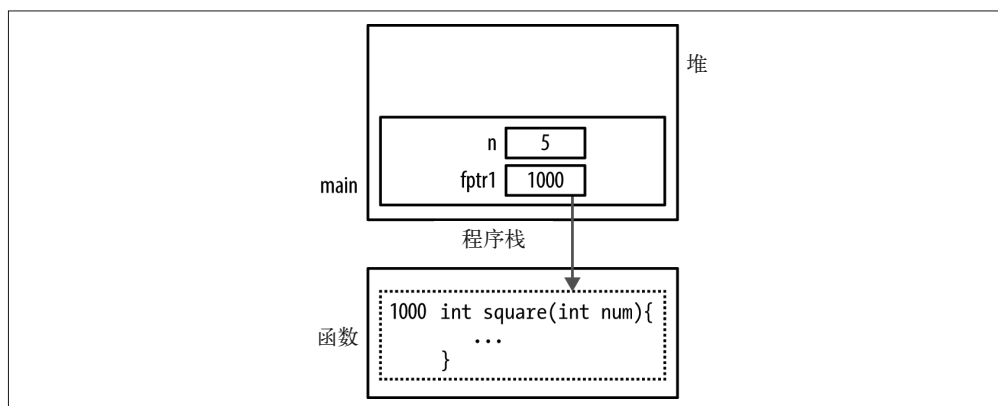 堆
n 5
fptr1 1000
main
程序栈
1000 int square(int num){
...
}
函数